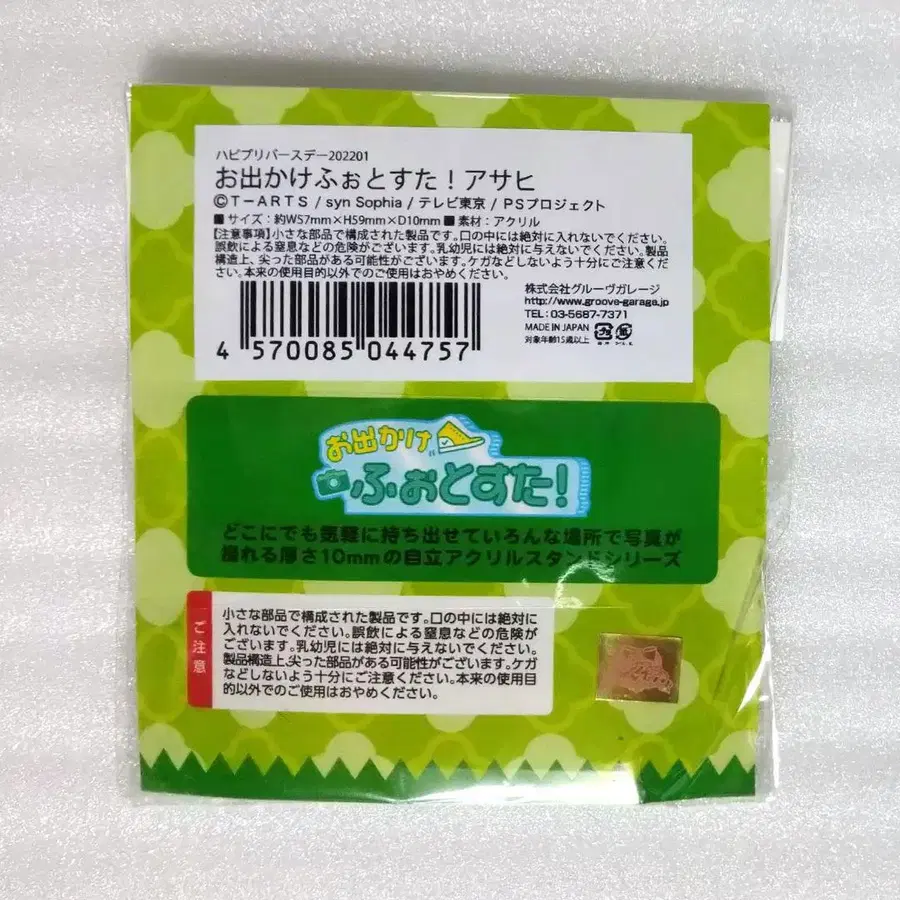 ハピプリバースデー202201
お出かけふぉとすた！アサヒ
©T-ARTS / syn Sophia / テレビ東京 / PSプロジェクト
■サイズ：約W57mm×H59mm×D10mm ■素材：アクリル
【注意事項】小さな部品で構成された製品です。口の中には絶対に入れないでください。
誤飲による窒息などの危険がございます。乳幼児には絶対に与えないでください。製品
構造上、尖った部品がある可能性がございます。ケガなどしないよう十分にご注意くだ
さい。本来の使用目的以外でのご使用はおやめください。
株式会社グルーヴガレージ
http://www.groove-garaga.jp
TEL：03-5687-7371
MADE IN JAPAN
対象年齢15歳以上
4 570085 044757
お出かけ
ふぉとすた！
どこにでも気軽に持ち出せていろんな場所で写真が
撮れる厚さ10mmの自立アクリルスタンドシリーズ
ご注意
小さな部品で構成された製品です。口の中には絶対に
入れないでください。誤飲による窒息などの危険が
ございます。乳幼児には絶対に与えないでください。
製品構造上、尖った部品がある可能性がございます。ケガ
などしないよう十分にご注意ください。本来の使用目
的以外でのご使用はおやめください。